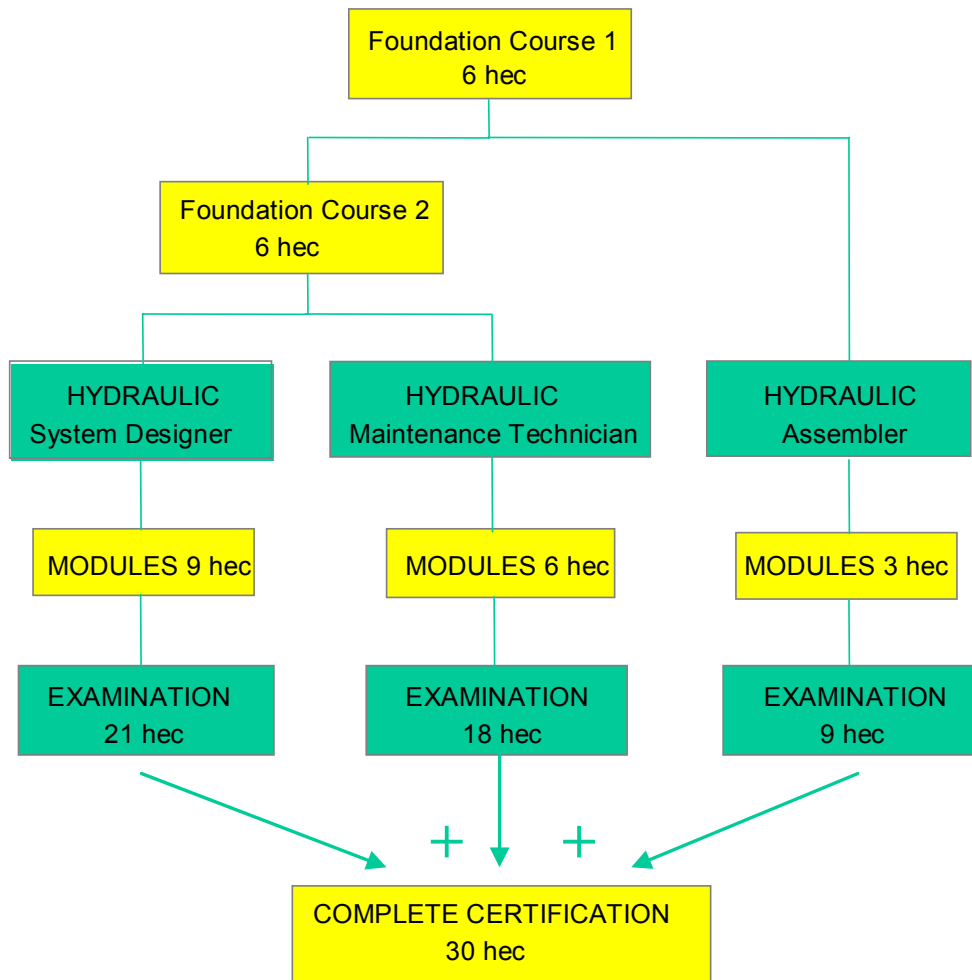 Foundation Course 1
6 hec
Foundation Course 2
6 hec
HYDRAULIC
System Designer
HYDRAULIC
Maintenance Technician
HYDRAULIC
Assembler
MODULES 9 hec
MODULES 6 hec
MODULES 3 hec
EXAMINATION
21 hec
EXAMINATION
18 hec
EXAMINATION
9 hec
+ +
COMPLETE CERTIFICATION
30 hec